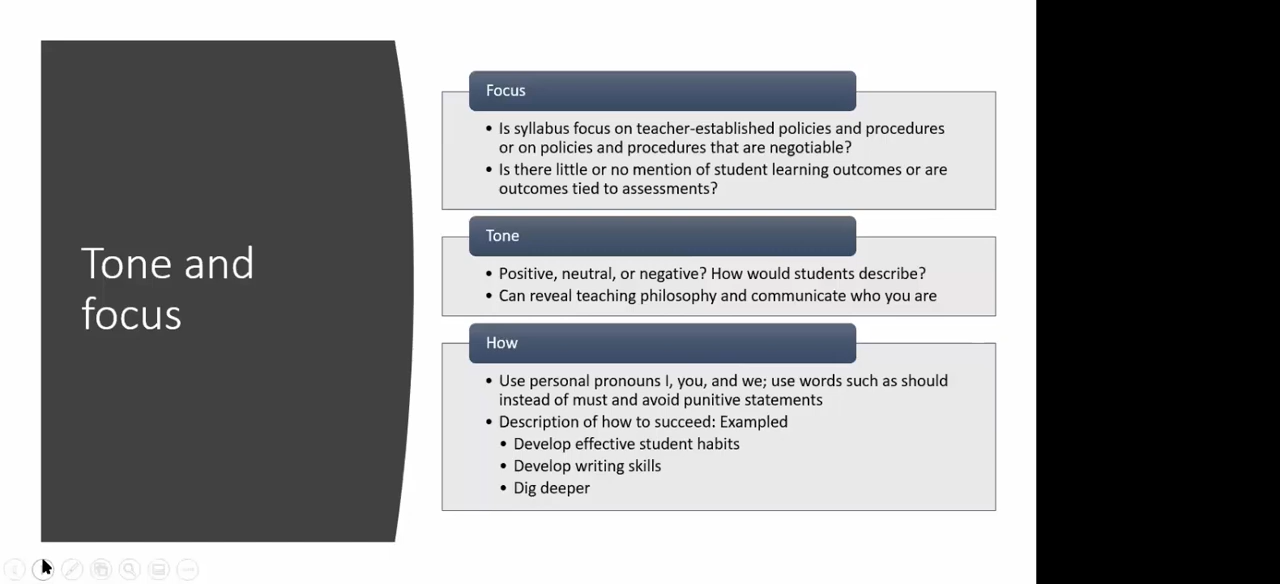 Tone and
focus
Focus
• Is syllabus focus on teacher-established policies and procedures
or on policies and procedures that are negotiable?
• Is there little or no mention of student learning outcomes or are
outcomes tied to assessments?
Tone
• Positive, neutral, or negative? How would students describe?
• Can reveal teaching philosophy and communicate who you are
How
• Use personal pronouns I, you, and we; use words such as should
instead of must and avoid punitive statements
• Description of how to succeed: Exampled
• Develop effective student habits
• Develop writing skills
• Dig deeper